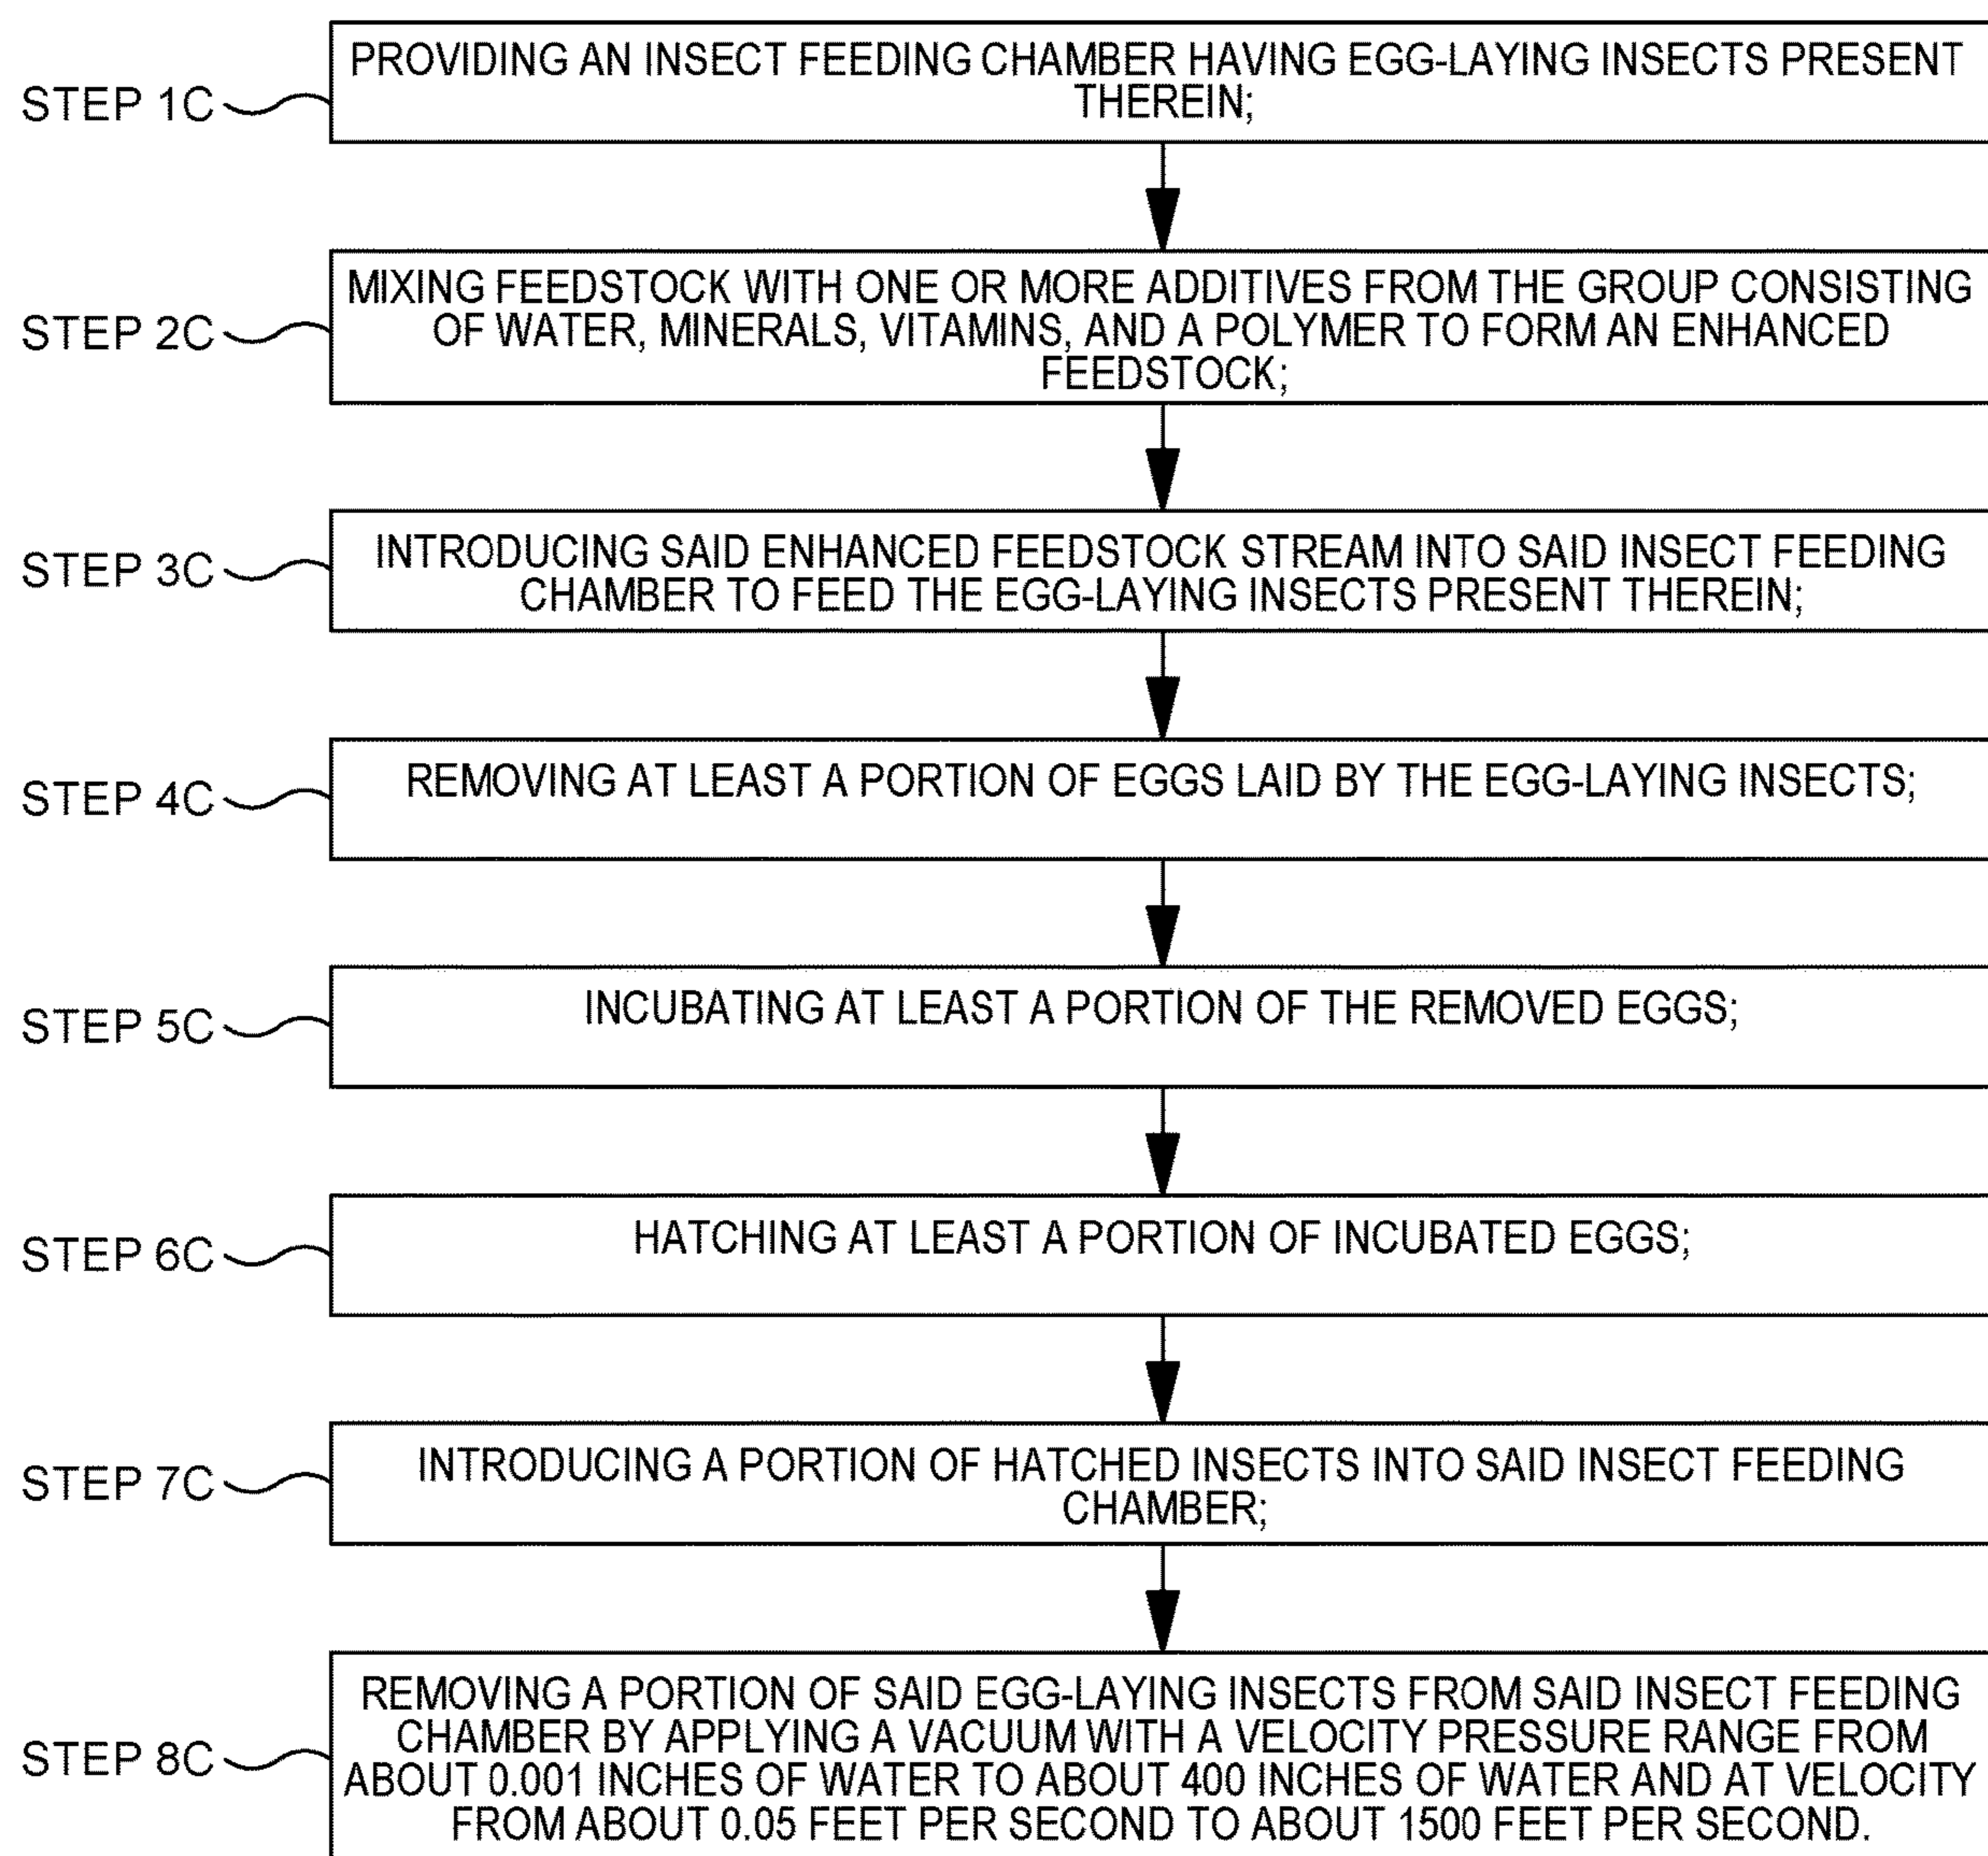 STEP 1C
PROVIDING AN INSECT FEEDING CHAMBER HAVING EGG-LAYING INSECTS PRESENT
THEREIN;
STEP 2C
MIXING FEEDSTOCK WITH ONE OR MORE ADDITIVES FROM THE GROUP CONSISTING
OF WATER, MINERALS, VITAMINS, AND A POLYMER TO FORM AN ENHANCED
FEEDSTOCK;
STEP 3C
INTRODUCING SAID ENHANCED FEEDSTOCK STREAM INTO SAID INSECT FEEDING
CHAMBER TO FEED THE EGG-LAYING INSECTS PRESENT THEREIN;
STEP 4C
REMOVING AT LEAST A PORTION OF EGGS LAID BY THE EGG-LAYING INSECTS;
STEP 5C
INCUBATING AT LEAST A PORTION OF THE REMOVED EGGS;
STEP 6C
HATCHING AT LEAST A PORTION OF INCUBATED EGGS;
STEP 7C
INTRODUCING A PORTION OF HATCHED INSECTS INTO SAID INSECT FEEDING
CHAMBER;
STEP 8C
REMOVING A PORTION OF SAID EGG-LAYING INSECTS FROM SAID INSECT FEEDING
CHAMBER BY APPLYING A VACUUM WITH A VELOCITY PRESSURE RANGE FROM
ABOUT 0.001 INCHES OF WATER TO ABOUT 400 INCHES OF WATER AND AT VELOCITY
FROM ABOUT 0.05 FEET PER SECOND TO ABOUT 1500 FEET PER SECOND.